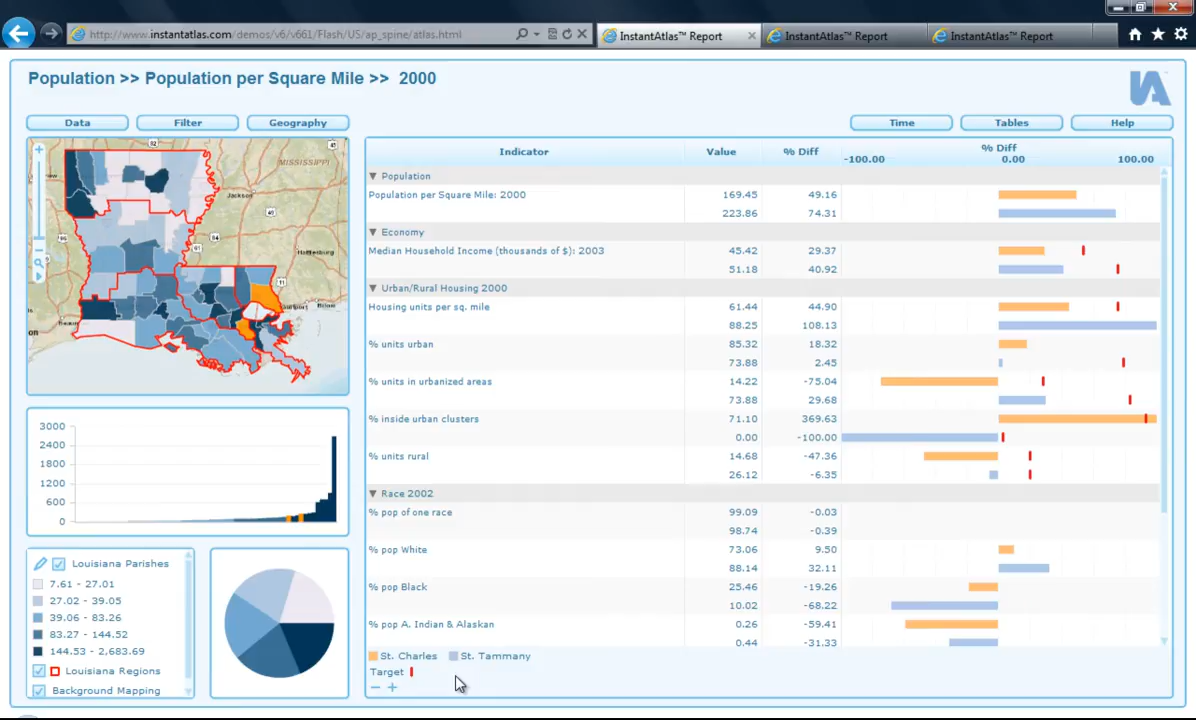 http://www.instantatlas.com/demos/v6/v661/Flash/US/ap_spine/atlas.html
InstantAtlas™ Report
InstantAtlas™ Report
InstantAtlas™ Report
Population >> Population per Square Mile >> 2000
IA
Data
Filter
Geography
Time
Tables
Help
MISSISSIPPI
Jackson
Hattiesburg
Indicator
Value
% Diff
% Diff
-100.00 0.00 100.00
Population
Population per Square Mile: 2000 169.45 49.16
223.86 74.31
Economy
Median Household Income (thousands of $): 2003 45.42 29.37
51.18 40.92
Urban/Rural Housing 2000
Housing units per sq. mile 61.44 44.90
88.25 108.13
% units urban 85.32 18.32
73.88 2.45
% units in urbanized areas 14.22 -75.04
73.88 29.68
% inside urban clusters 71.10 369.63
0.00 -100.00
% units rural 14.68 -47.36
26.12 -6.35
Race 2002
% pop of one race 99.09 -0.03
98.74 -0.39
% pop White 73.06 9.50
88.14 32.11
% pop Black 25.46 -19.26
10.02 -68.22
% pop A. Indian & Alaskan 0.26 -59.41
0.44 -31.33
St. Charles St. Tammany
Target
3000
2400
1800
1200
600
0
Louisiana Parishes
7.61 - 27.01
27.02 - 39.05
39.06 - 83.26
83.27 - 144.52
144.53 - 2,683.69
Louisiana Regions
Background Mapping